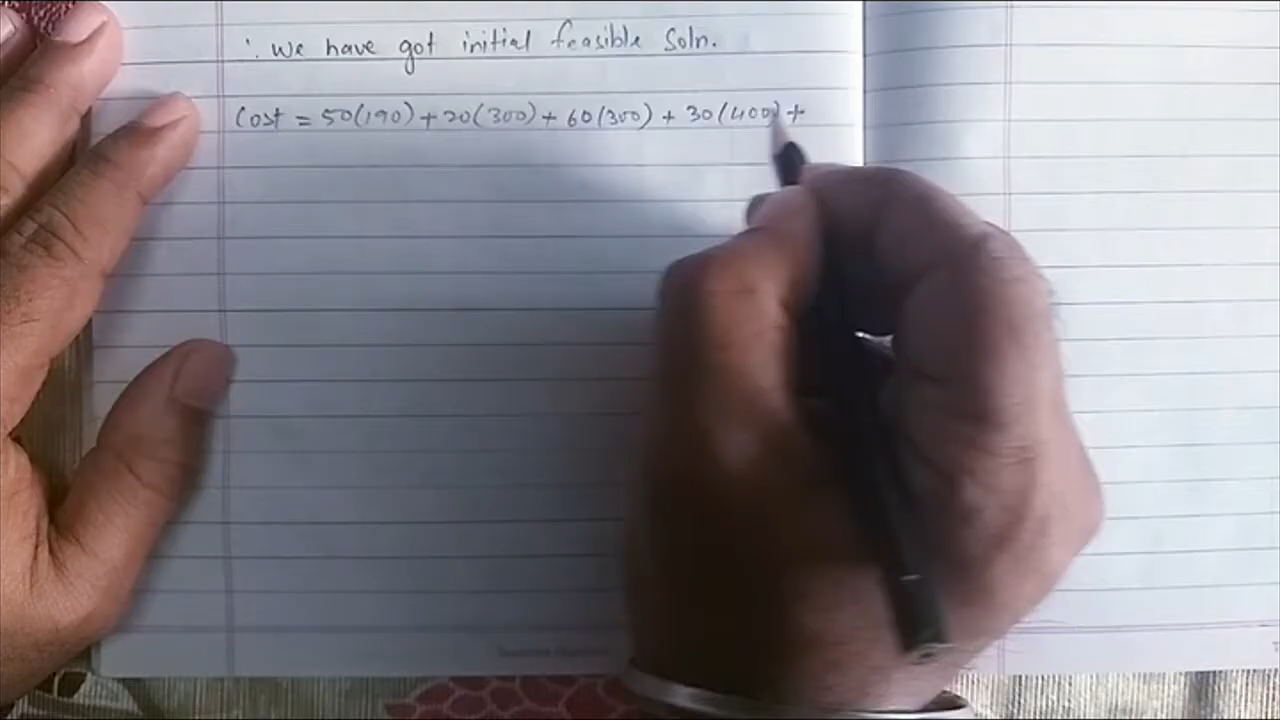 ∴ we have got initial feasible Soln.
Cost = 50(190) + 20(300) + 60(300) + 30(400) +